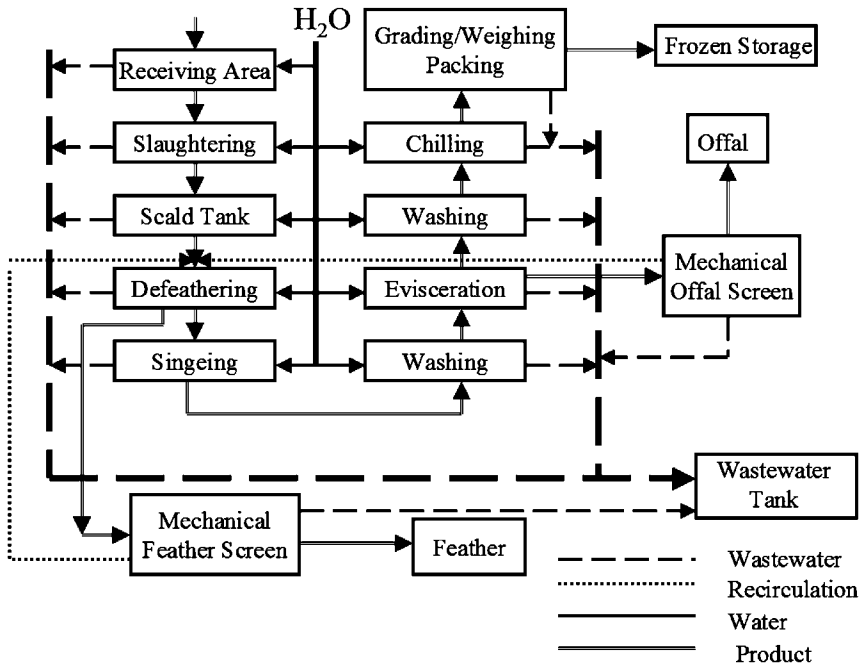 H₂O
Receiving Area
Slaughtering
Scald Tank
Defeathering
Singeing
Grading/Weighing
Packing
Chilling
Washing
Evisceration
Washing
Frozen Storage
Offal
Mechanical
Offal Screen
Wastewater
Tank
Mechanical
Feather Screen
Feather
Wastewater
Recirculation
Water
Product